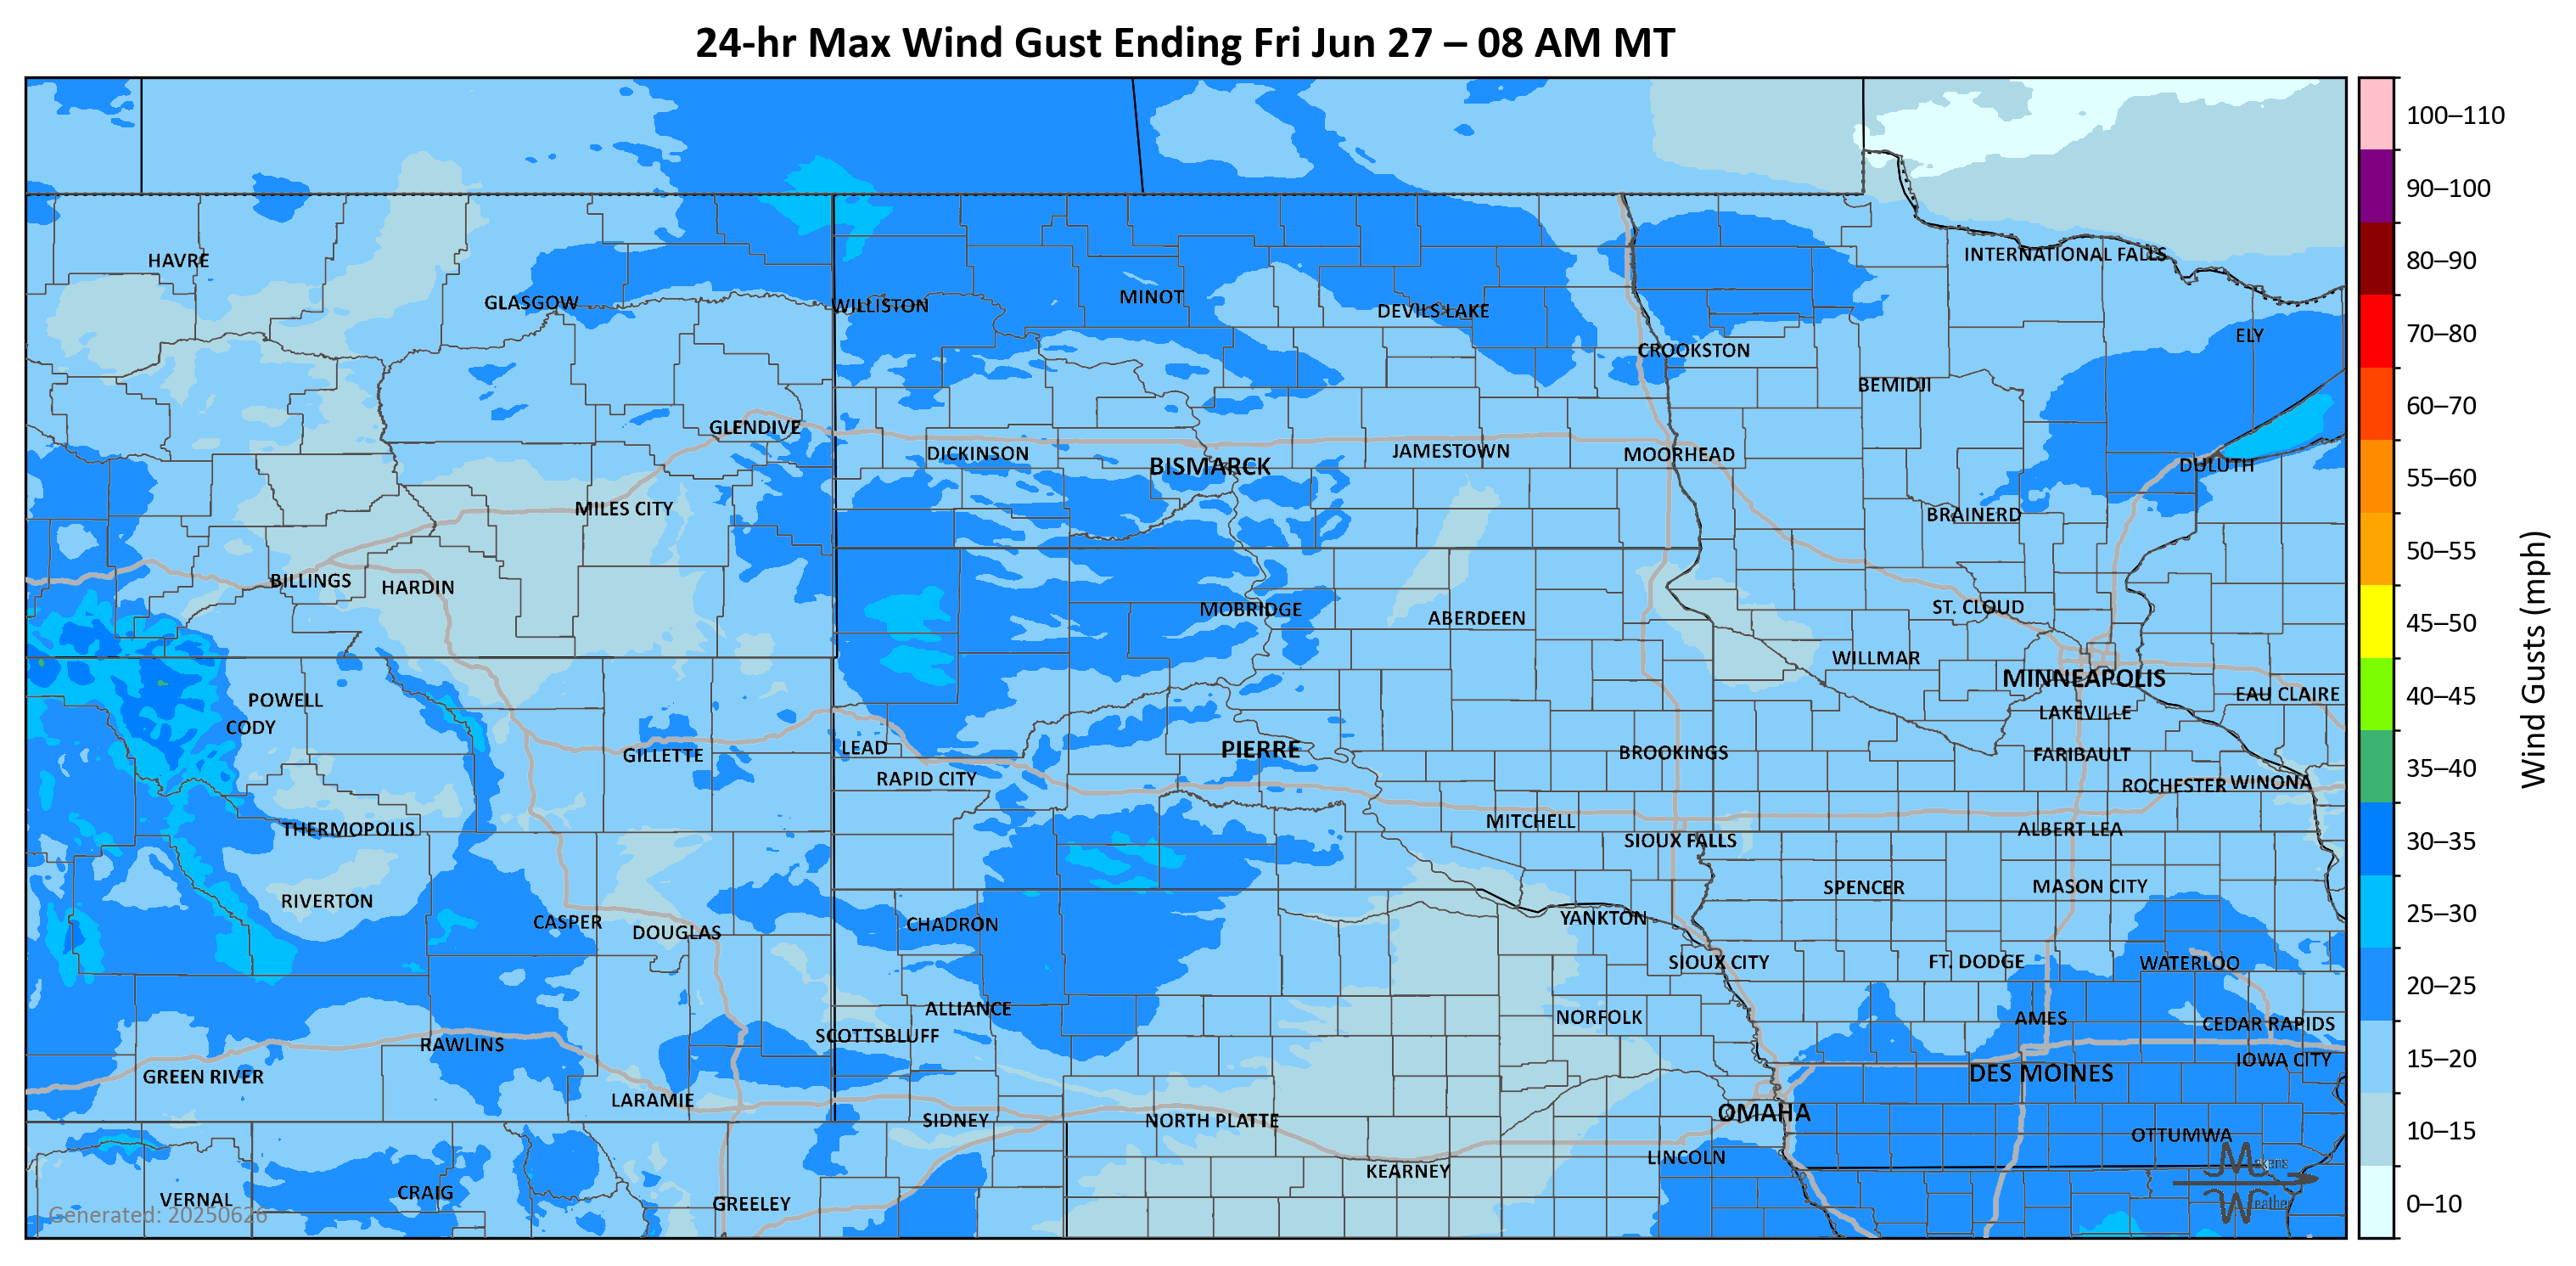 24-hr Max Wind Gust Ending Fri Jun 27 – 08 AM MT
100–110
90–100
80–90
70–80
60–70
55–60
50–55
45–50
40–45
35–40
30–35
25–30
20–25
15–20
10–15
0–10
Wind Gusts (mph)
HAVRE
INTERNATIONAL FALLS
GLASGOW
WILLISTON
MINOT
DEVILS LAKE
ELY
CROOKSTON
BEMIDJI
GLENDIVE
DICKINSON
BISMARCK
JAMESTOWN
MOORHEAD
DULUTH
MILES CITY
BRAINERD
BILLINGS
HARDIN
MOBRIDGE
ABERDEEN
ST. CLOUD
WILLMAR
MINNEAPOLIS
EAU CLAIRE
POWELL
CODY
LAKEVILLE
GILLETTE
LEAD
PIERRE
BROOKINGS
FARIBAULT
RAPID CITY
ROCHESTER
WINONA
THERMOPOLIS
MITCHELL
SIOUX FALLS
ALBERT LEA
RIVERTON
SPENCER
MASON CITY
CASPER
DOUGLAS
CHADRON
YANKTON
SIOUX CITY
FT. DODGE
WATERLOO
ALLIANCE
SCOTTSBLUFF
NORFOLK
AMES
CEDAR RAPIDS
RAWLINS
IOWA CITY
GREEN RIVER
DES MOINES
LARAMIE
SIDNEY
NORTH PLATTE
OMAHA
OTTUMWA
LINCOLN
KEARNEY
VERNAL
CRAIG
GREELEY
Generated: 20250626